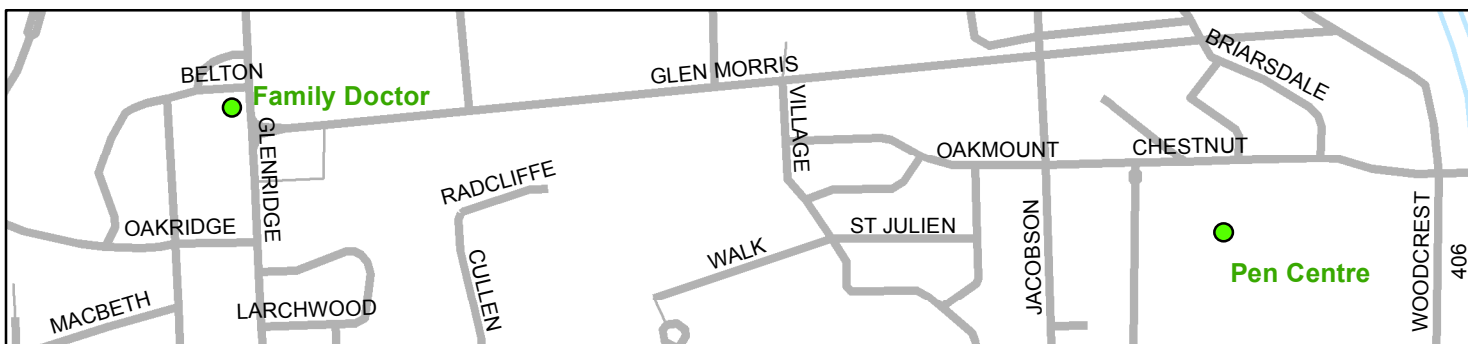 BRIARSDALE
GLEN MORRIS
BELTON
Family Doctor
VILLAGE
GLENRIDGE
OAKMOUNT
CHESTNUT
RADCLIFFE
OAKRIDGE
ST JULIEN
JACOBSON
WOODCREST
406
WALK
CULLEN
Pen Centre
MACBETH
LARCHWOOD